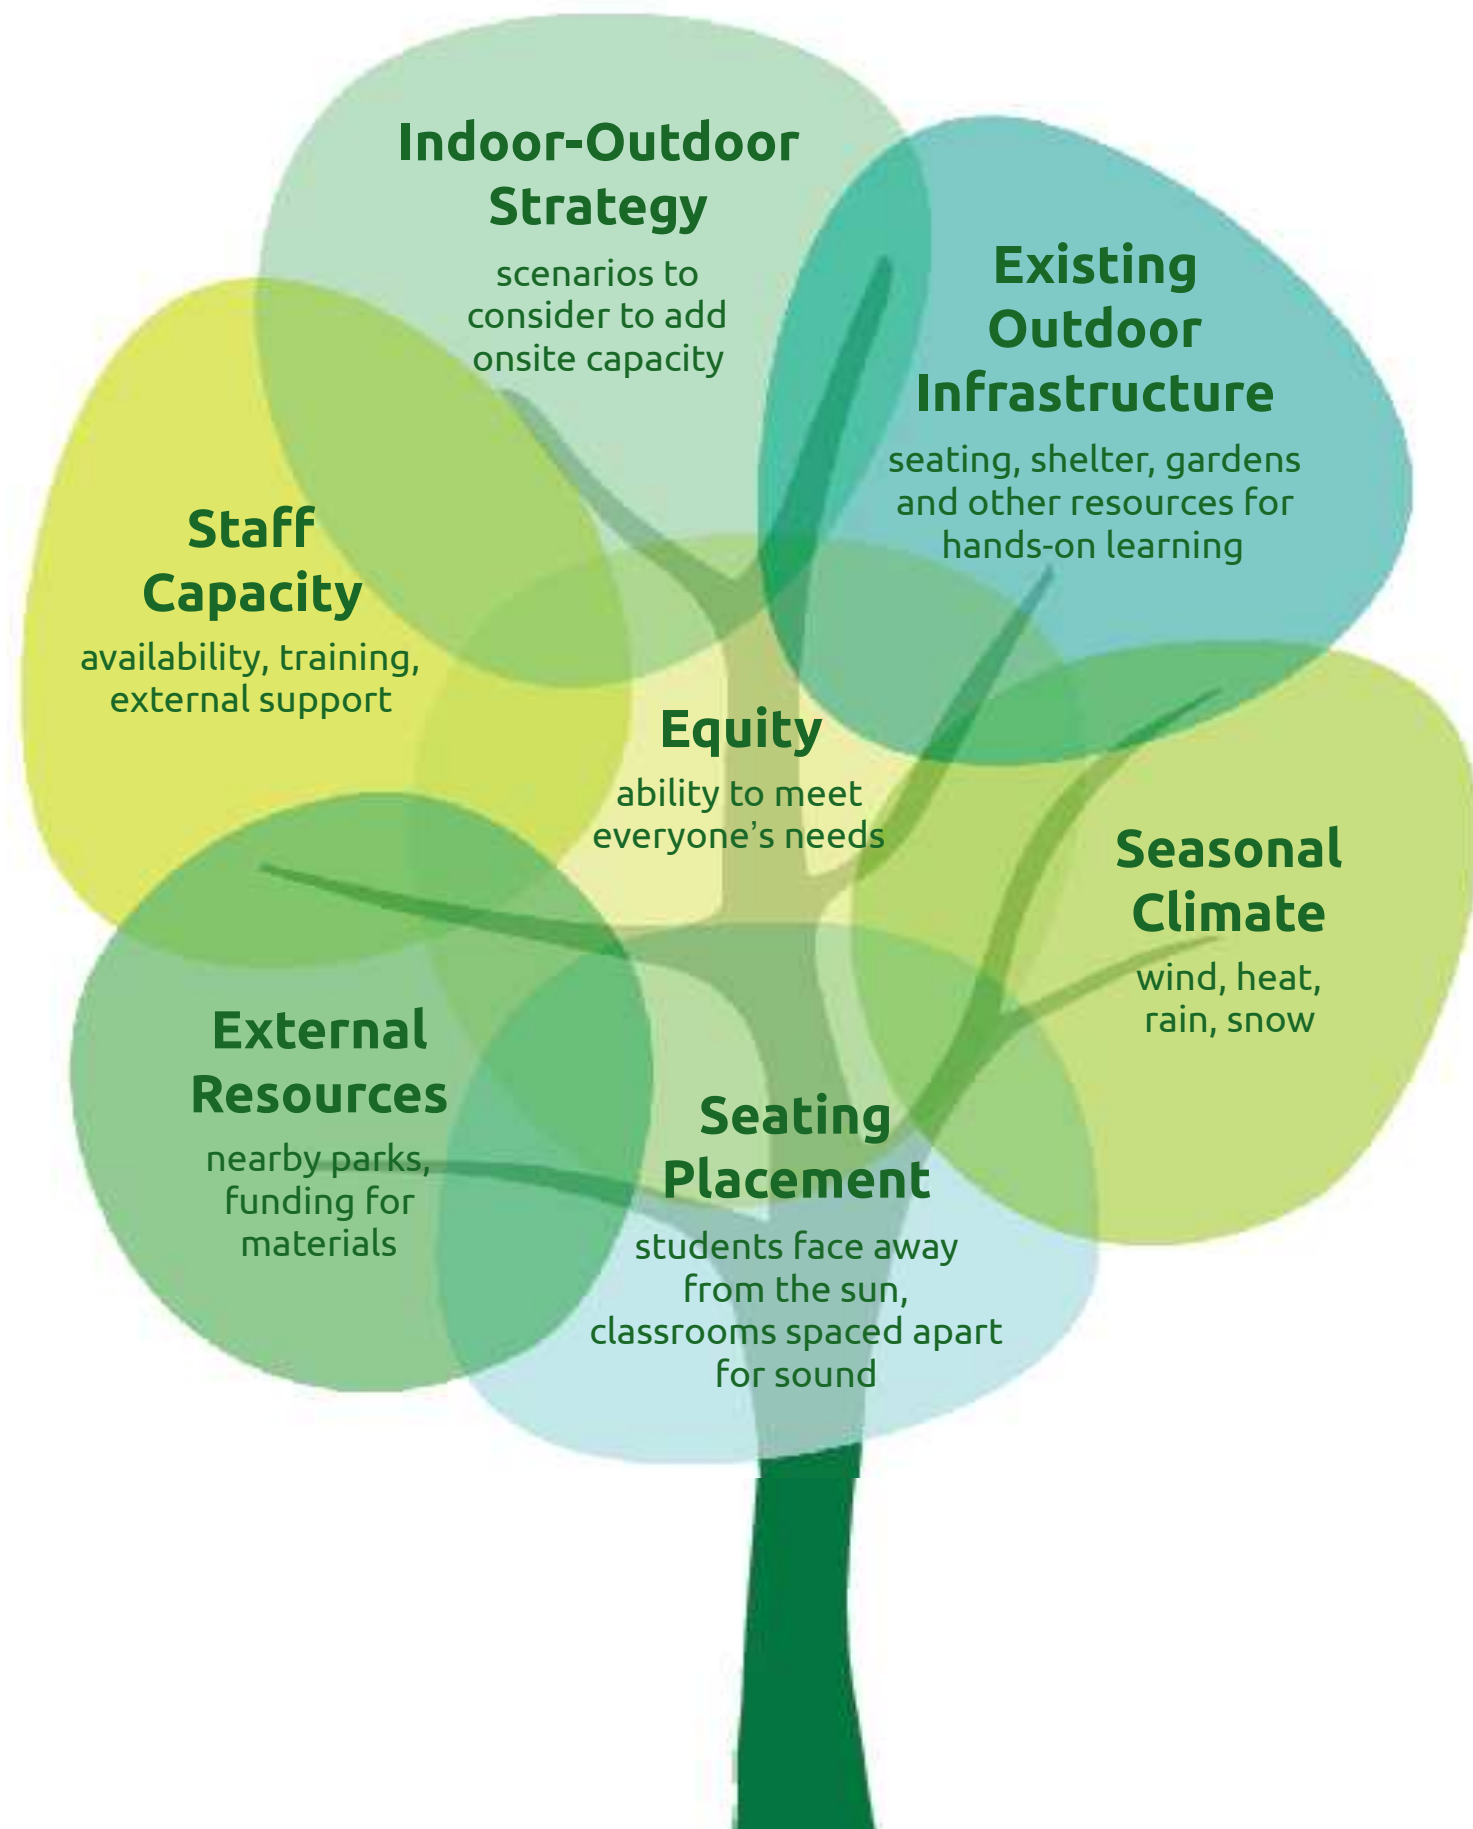 Indoor-Outdoor
Strategy
scenarios to
consider to add
onsite capacity
Existing
Outdoor
Infrastructure
seating, shelter, gardens
and other resources for
hands-on learning
Staff
Capacity
availability, training,
external support
Equity
ability to meet
everyone’s needs
Seasonal
Climate
wind, heat,
rain, snow
External
Resources
nearby parks,
funding for
materials
Seating
Placement
students face away
from the sun,
classrooms spaced apart
for sound